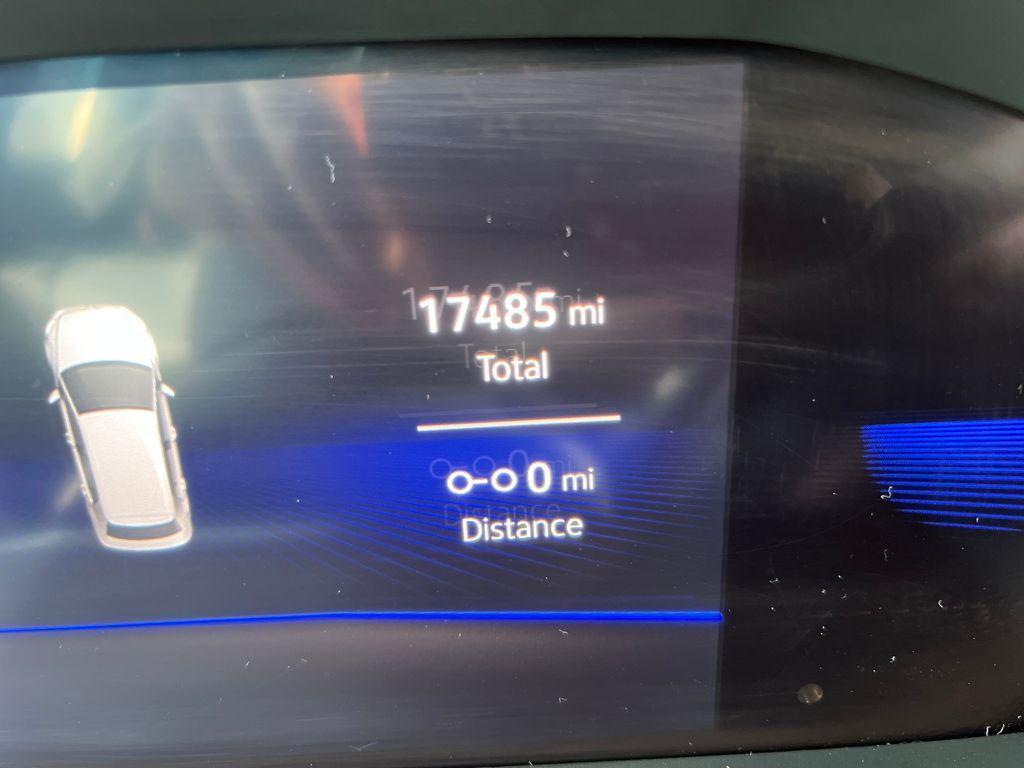 17485 mi
Total
0 mi
Distance